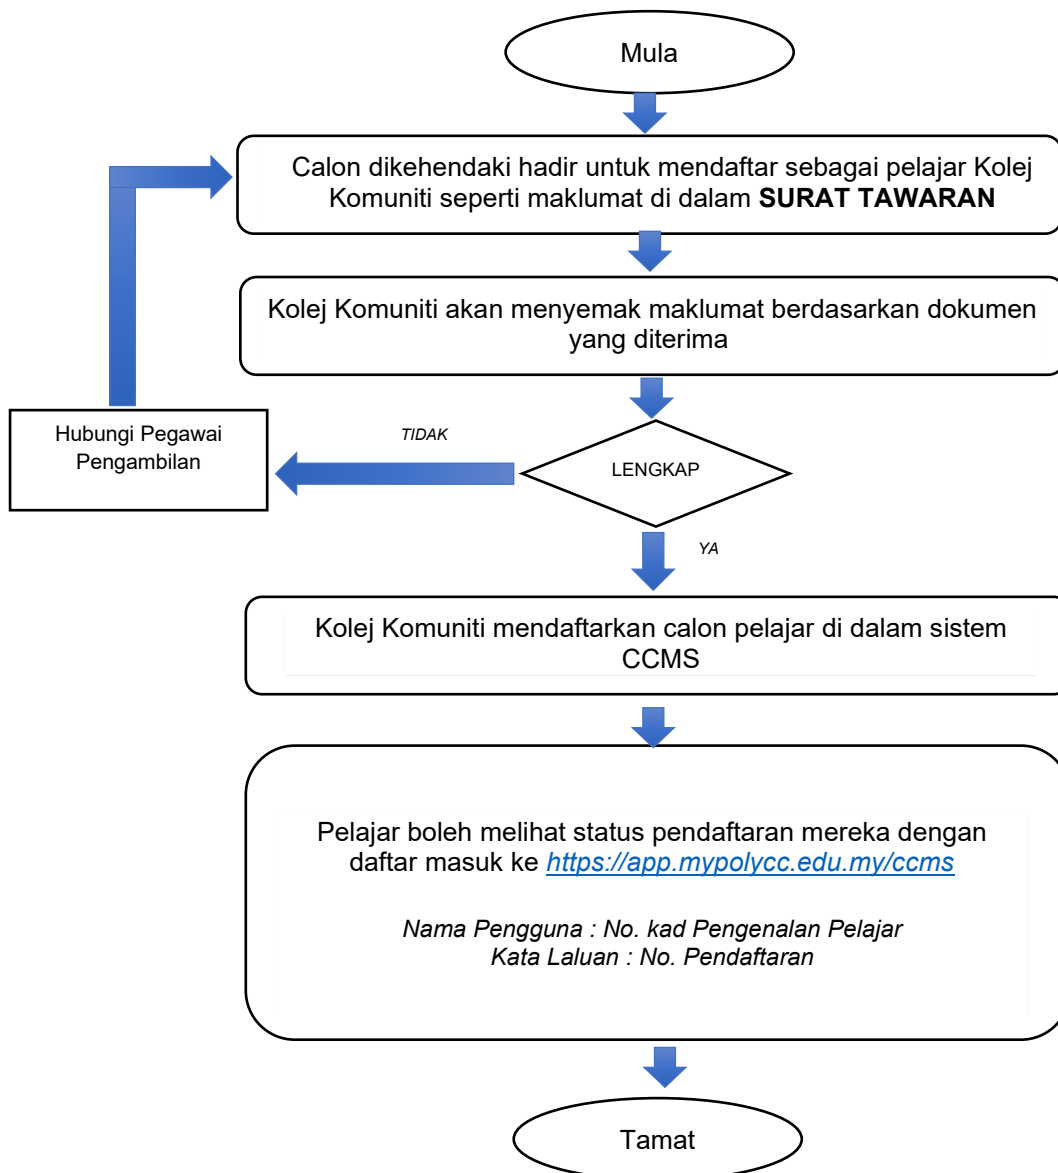 Mula
Calon dikehendaki hadir untuk mendaftar sebagai pelajar Kolej
Komuniti seperti maklumat di dalam SURAT TAWARAN
Kolej Komuniti akan menyemak maklumat berdasarkan dokumen
yang diterima
Hubungi Pegawai
Pengambilan
TIDAK
LENGKAP
YA
Kolej Komuniti mendaftarkan calon pelajar di dalam sistem
CCMS
Pelajar boleh melihat status pendaftaran mereka dengan
daftar masuk ke https://app.mypolycc.edu.my/ccms
Nama Pengguna : No. kad Pengenalan Pelajar
Kata Laluan : No. Pendaftaran
Tamat